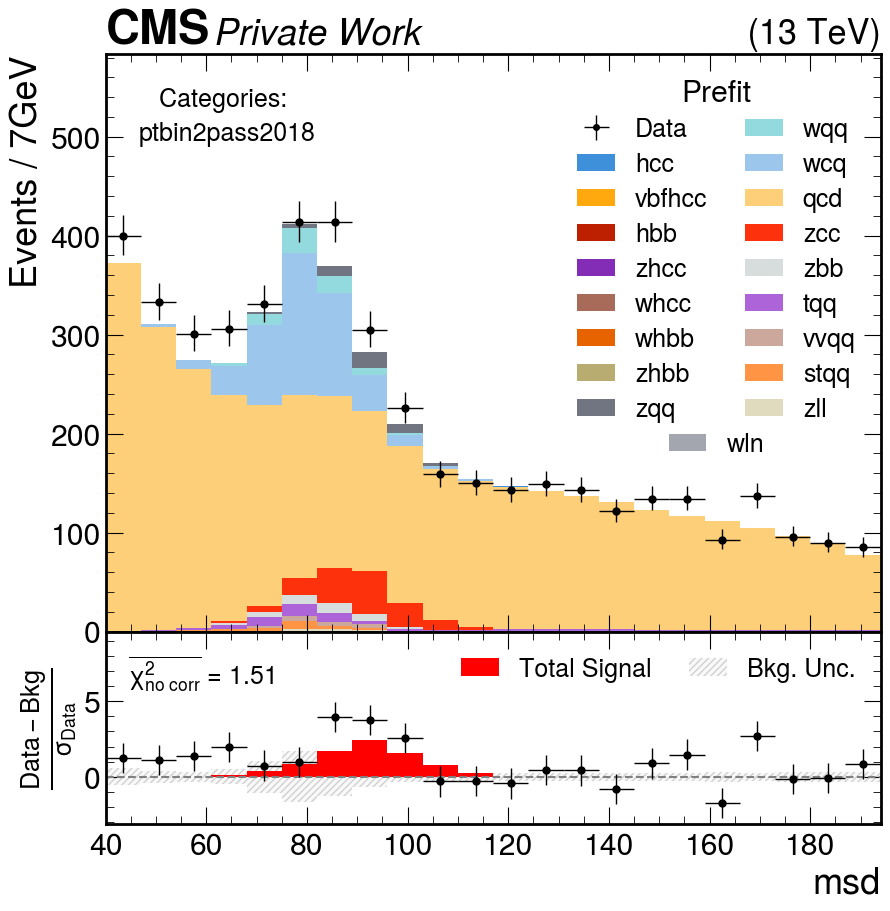 CMS Private Work (13 TeV)
Events / 7GeV
Categories:
ptbin2pass2018
Prefit
Data
hcc
vbfhcc
hbb
zhcc
whcc
whbb
zhbb
zqq
wqq
wcq
qcd
zcc
zbb
tqq
vvqq
stqq
zll
wln
0
100
200
300
400
500
Data – Bkg
σData
χ² no corr = 1.51
Total Signal
Bkg. Unc.
5
0
40 60 80 100 120 140 160 180
msd